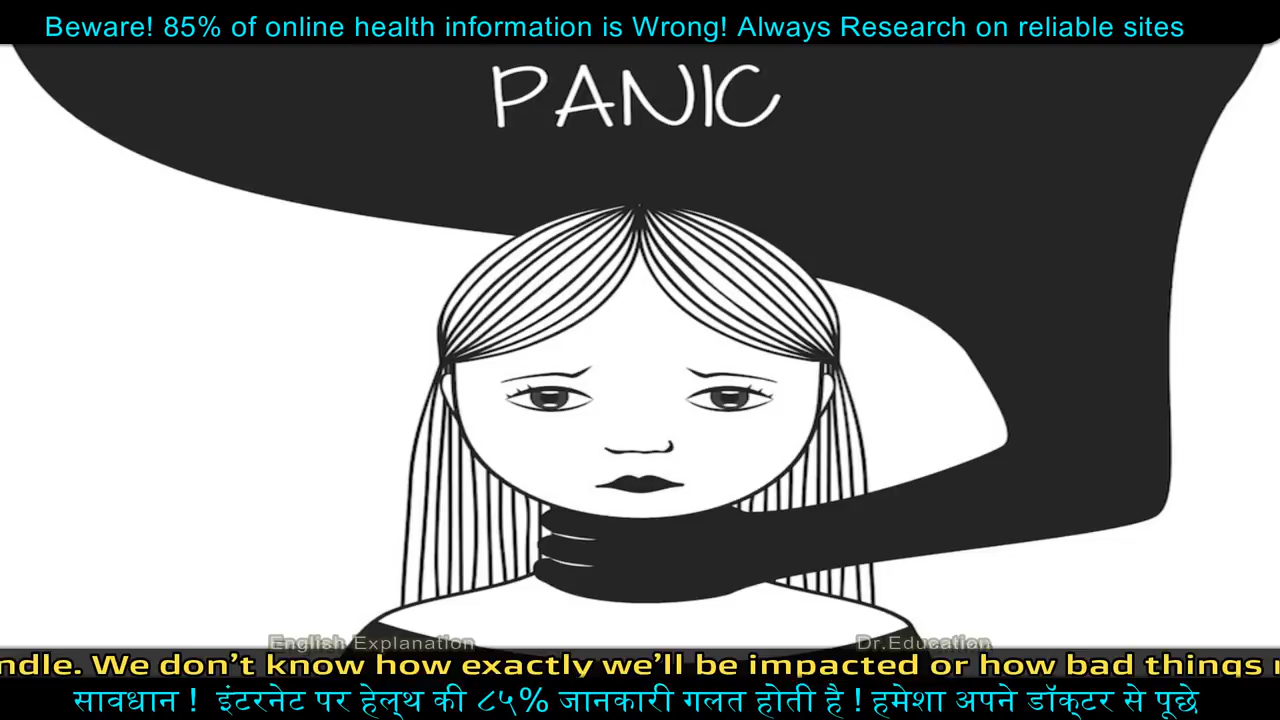 Beware! 85% of online health information is Wrong! Always Research on reliable sites
PANIC
English Explanation
Dr.Education
ndle. We don’t know how exactly we’ll be impacted or how bad things
सावधान ! इंटरनेट पर हेल्थ की ८५% जानकारी गलत होती है ! हमेशा अपने डॉक्टर से पूछे